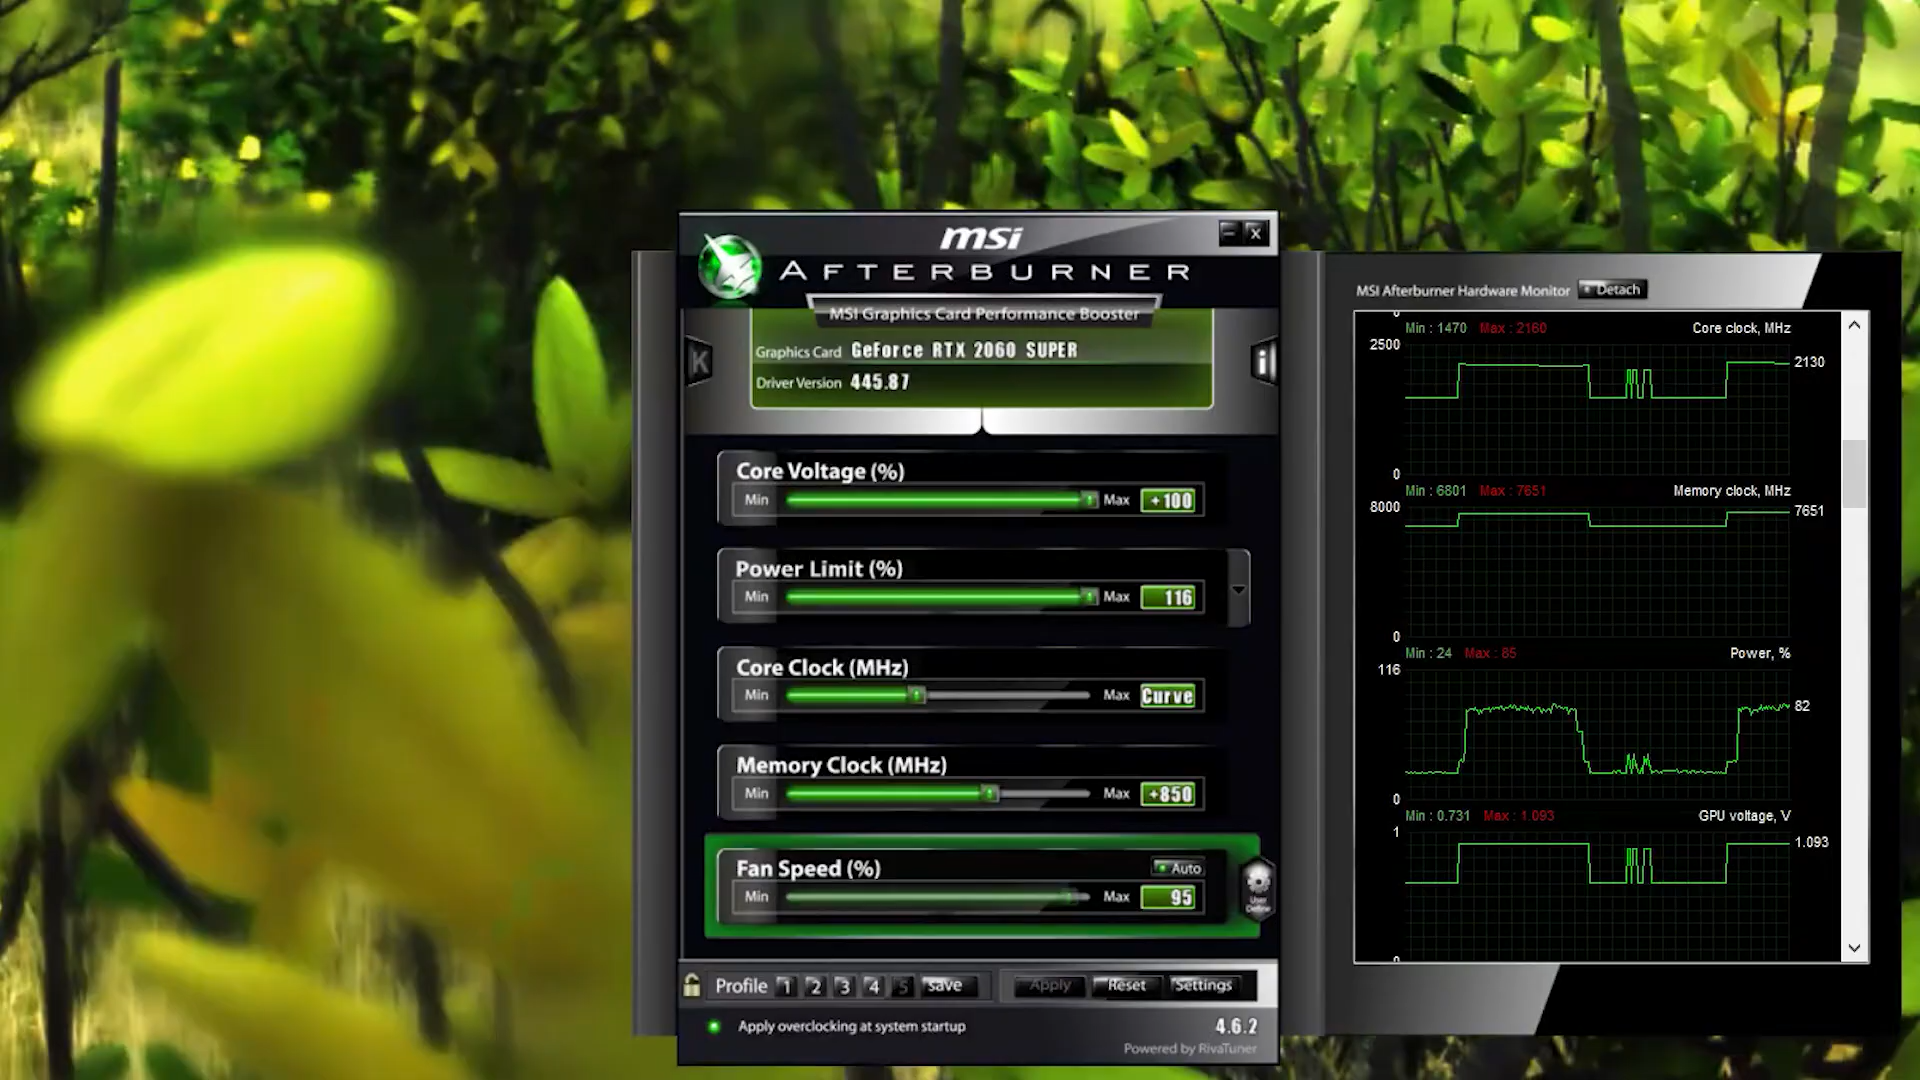 msi
AFTERBURNER
MSI Graphics Card Performance Booster
K
Graphics Card GeForce RTX 2060 SUPER
i
Driver Version 445.87
Core Voltage (%)
Min Max +100
Power Limit (%)
Min Max 116
Core Clock (MHz)
Min Max Curve
Memory Clock (MHz)
Min Max +850
Fan Speed (%) Auto
Min Max 95
User Define
Profile 1 2 3 4 5 save Apply Reset Settings
Apply overclocking at system startup 4.6.2
Powered by RivaTuner
MSI Afterburner Hardware Monitor Detach
Min : 1470 Max : 2160 Core clock, MHz
2500
2130
0
Min : 6801 Max : 7651 Memory clock, MHz
8000 7651
0
Min : 24 Max : 85 Power, %
116
82
0
Min : 0.731 Max : 1.093 GPU voltage, V
1
1.093
0